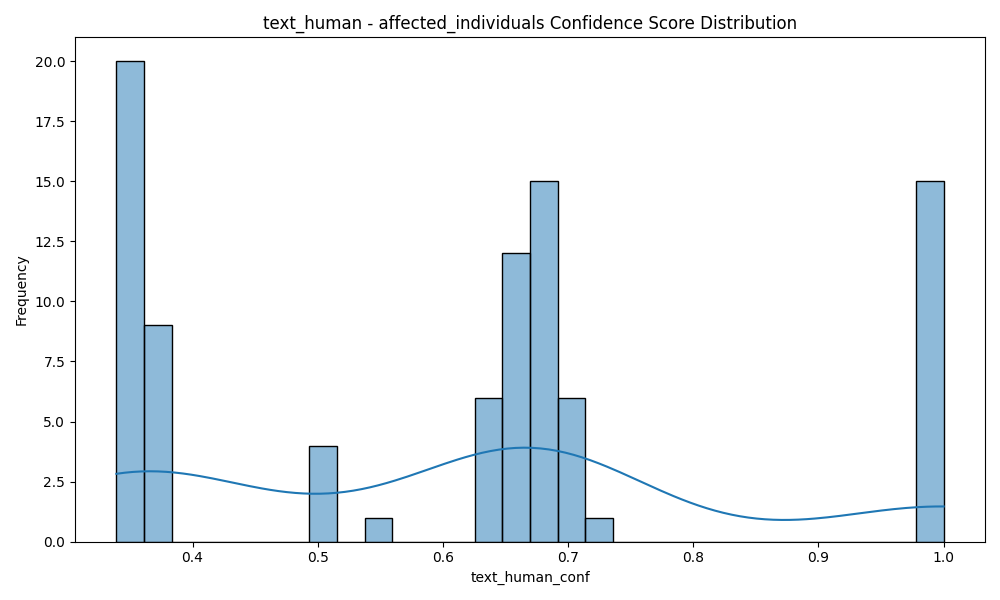 text_human - affected_individuals Confidence Score Distribution
Frequency
20.0
17.5
15.0
12.5
10.0
7.5
5.0
2.5
0.0
0.4 0.5 0.6 0.7 0.8 0.9 1.0
text_human_conf